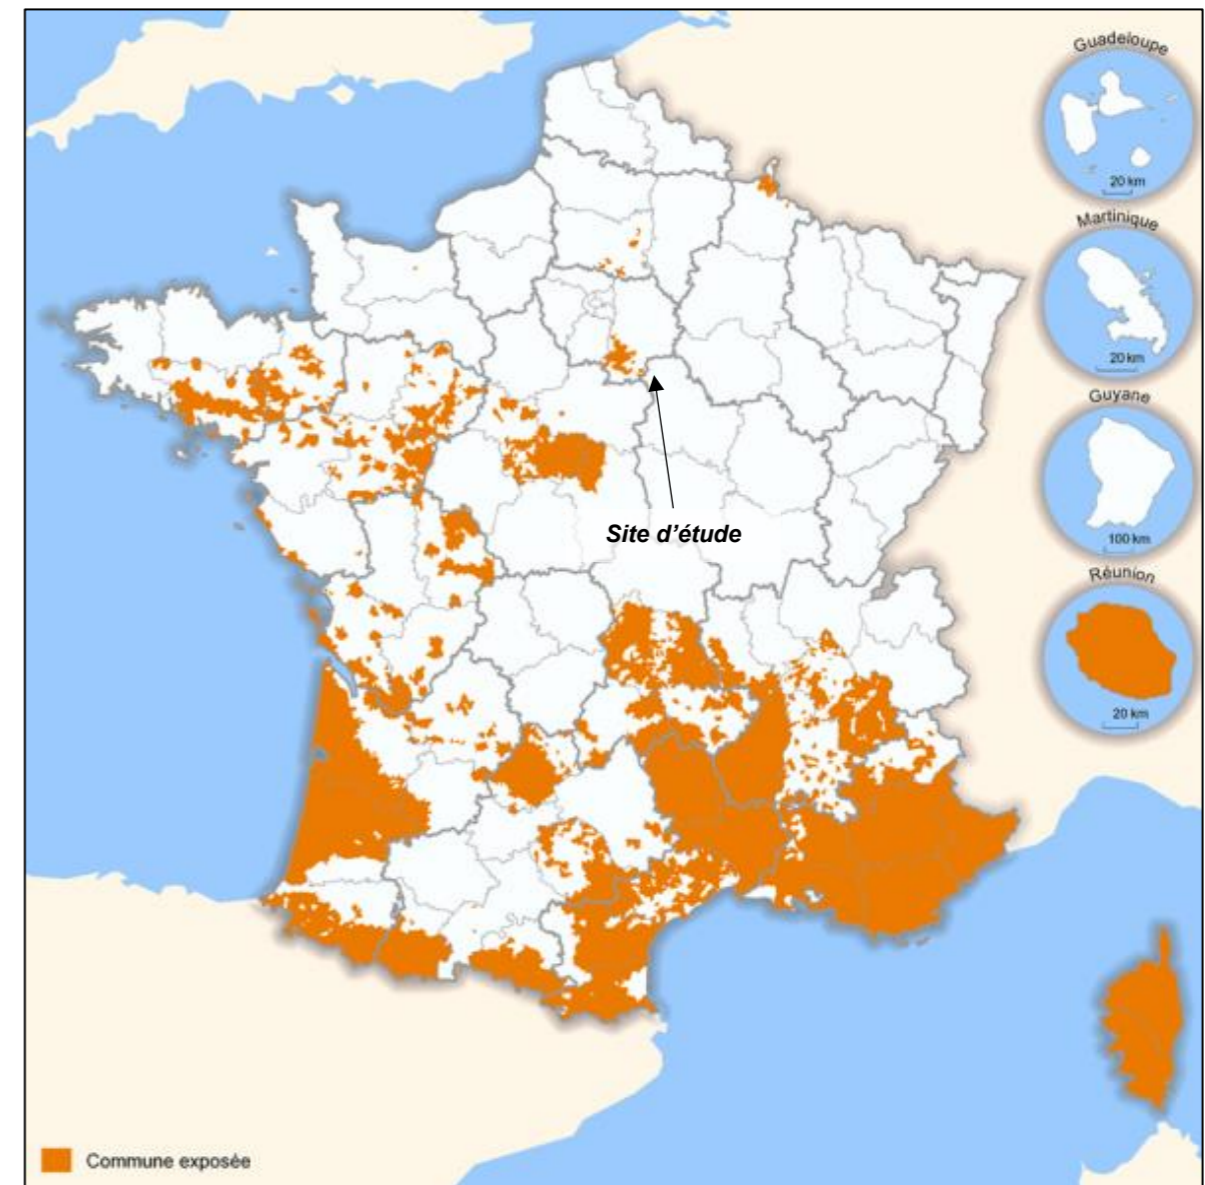 Guadeloupe
20 km
Martinique
20 km
Guyane
100 km
Réunion
20 km
Site d'étude
Commune exposée